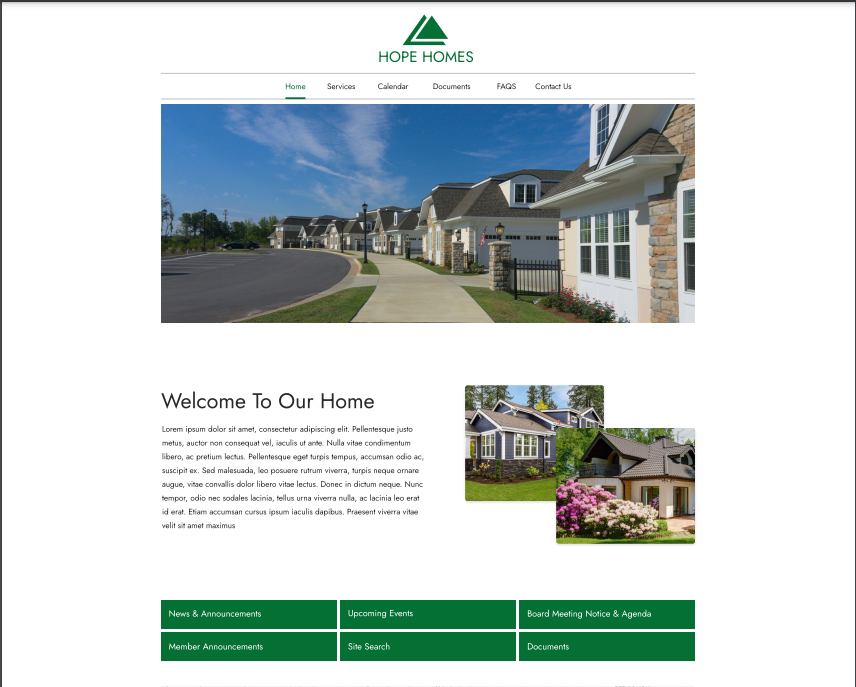 HOPE HOMES
Home Services Calendar Documents FAQS Contact Us
Welcome To Our Home
Lorem ipsum dolor sit amet, consectetur adipiscing elit. Pellentesque justo
metus, auctor non consequat vel, iaculis ut ante. Nulla vitae condimentum
libero, ac pretium lectus. Pellentesque eget turpis tempus, accumsan odio ac,
suscipit ex. Sed malesuada, leo posuere rutrum viverra, turpis neque ornare
augue, vitae convallis dolor libero vitae lectus. Donec in dictum neque. Nunc
tempor, odio nec sodales lacinia, tellus urna viverra nulla, ac lacinia leo erat
id erat. Etiam accumsan cursus ipsum iaculis dapibus. Praesent viverra vitae
velit sit amet maximus
News & Announcements Upcoming Events Board Meeting Notice & Agenda
Member Announcements Site Search Documents